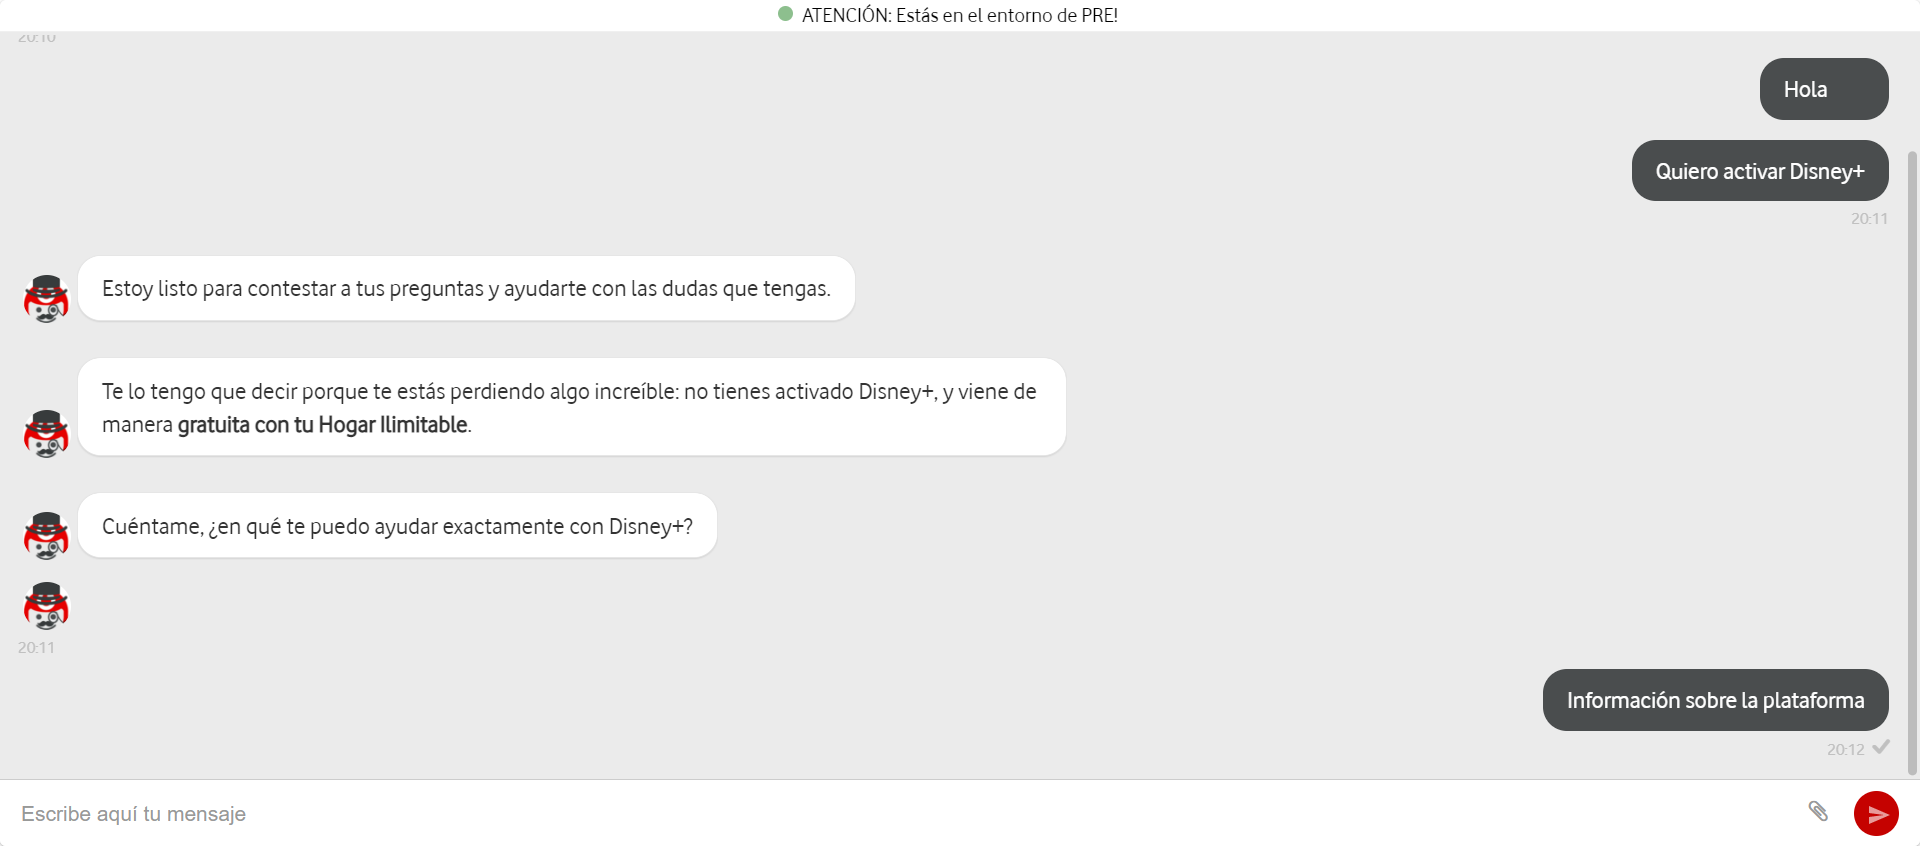 ATENCIÓN: Estás en el entorno de PRE!
20:10
Hola
Quiero activar Disney+
20:11
Estoy listo para contestar a tus preguntas y ayudarte con las dudas que tengas.
Te lo tengo que decir porque te estás perdiendo algo increíble: no tienes activado Disney+, y viene de
manera gratuita con tu Hogar Ilimitable.
Cuéntame, ¿en qué te puedo ayudar exactamente con Disney+?
20:11
Información sobre la plataforma
20:12
Escribe aquí tu mensaje